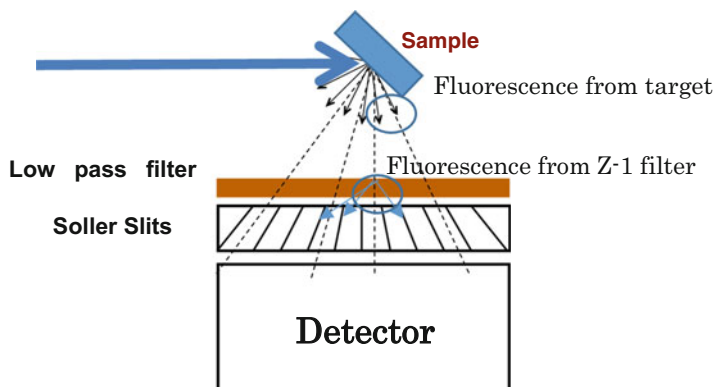 Sample
Fluorescence from target
Low pass filter
Fluorescence from Z-1 filter
Soller Slits
Detector